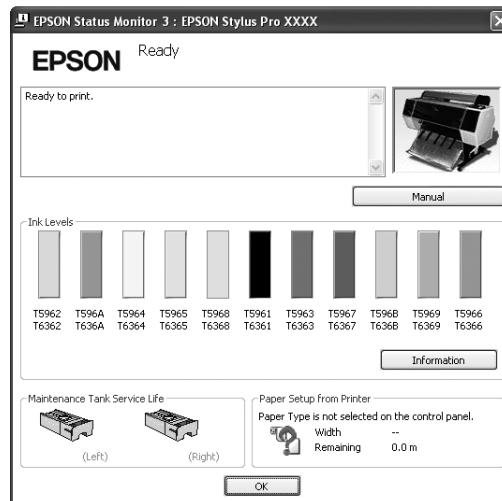 EPSON Status Monitor 3 : EPSON Stylus Pro XXXX
EPSON
Ready
Ready to print.
Manual
Ink Levels
T5962 T596A T5964 T5965 T5968 T5961 T5963 T5967 T596B T5969 T5966
T6362 T636A T6364 T6365 T6368 T6361 T6363 T6367 T636B T6369 T6366
Information
Maintenance Tank Service Life
(Left) (Right)
Paper Setup from Printer
Paper Type is not selected on the control panel.
Width --
Remaining 0.0 m
OK